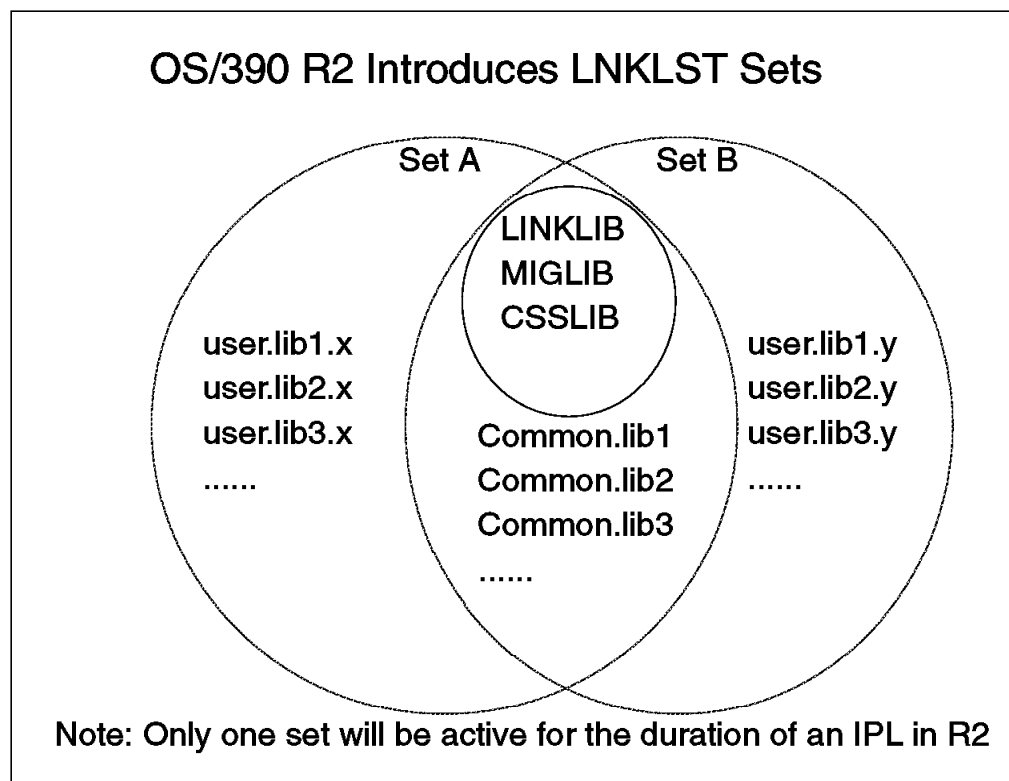 OS/390 R2 Introduces LNKLST Sets
Set A
Set B
LINKLIB
MIGLIB
CSSLIB
user.lib1.x
user.lib2.x
user.lib3.x
......
user.lib1.y
user.lib2.y
user.lib3.y
......
Common.lib1
Common.lib2
Common.lib3
......
Note: Only one set will be active for the duration of an IPL in R2